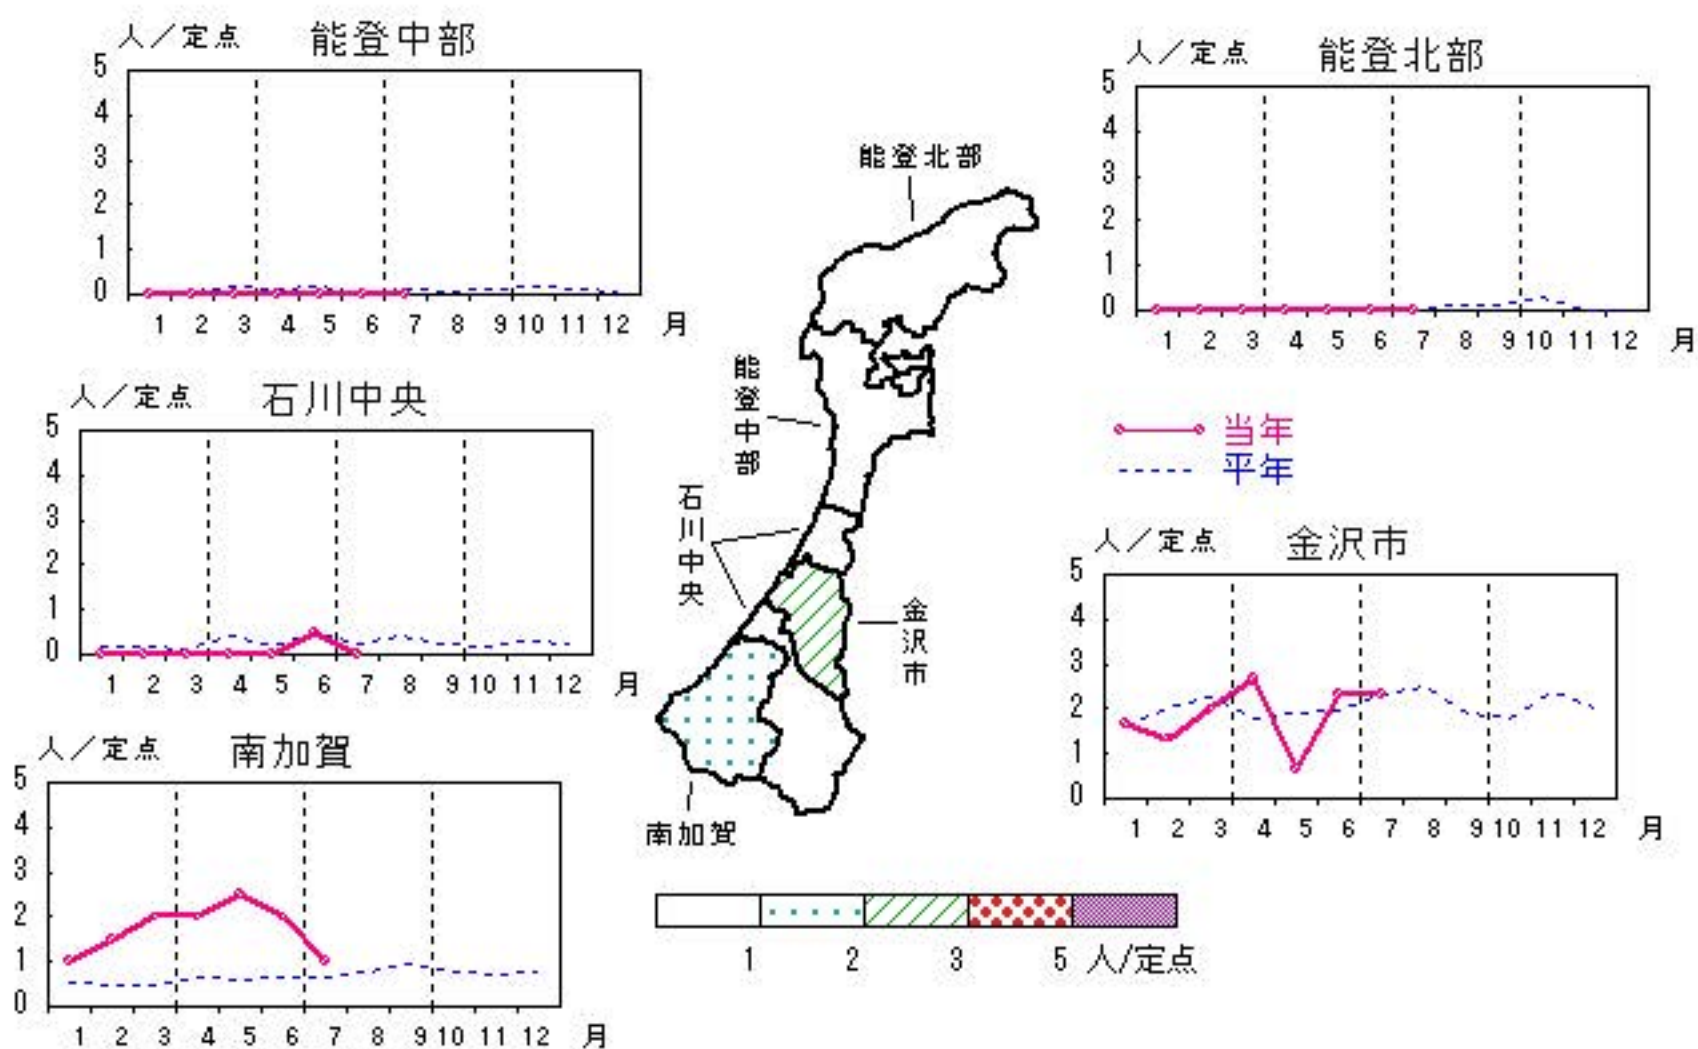 人/定点 能登中部
5
4
3
2
1
0
1 2 3 4 5 6 7 8 9 10 11 12 月
人/定点 能登北部
5
4
3
2
1
0
1 2 3 4 5 6 7 8 9 10 11 12 月
能登北部
能登中部
石川中央
金沢市
南加賀
人/定点 石川中央
5
4
3
2
1
0
1 2 3 4 5 6 7 8 9 10 11 12 月
当年
平年
人/定点 金沢市
5
4
3
2
1
0
1 2 3 4 5 6 7 8 9 10 11 12 月
人/定点 南加賀
5
4
3
2
1
0
1 2 3 4 5 6 7 8 9 10 11 12 月
1 2 3 5 人/定点